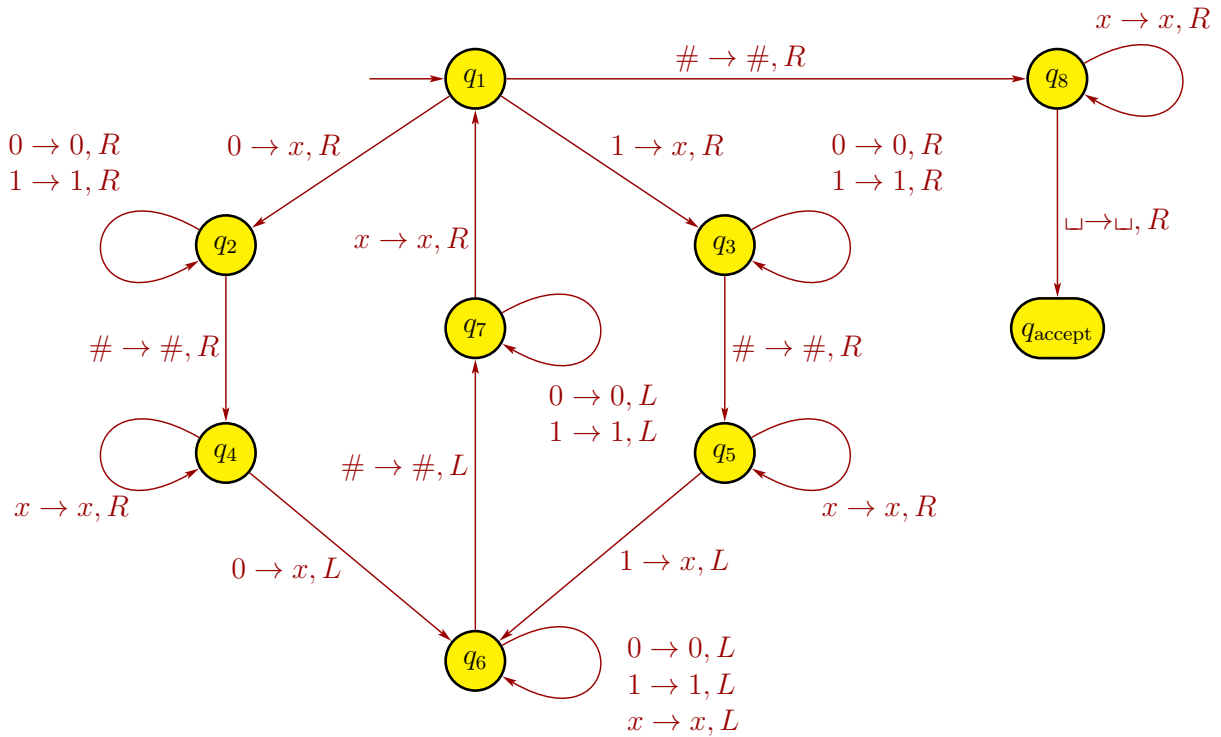 x → x, R
# → #, R
q₁
q₈
0 → 0, R
1 → 1, R
0 → x, R
1 → x, R
0 → 0, R
1 → 1, R
q₂
x → x, R
q₃
␣→␣, R
q₇
q_accept
# → #, R
# → #, R
0 → 0, L
1 → 1, L
q₄
# → #, L
q₅
x → x, R
x → x, R
0 → x, L
1 → x, L
q₆
0 → 0, L
1 → 1, L
x → x, L